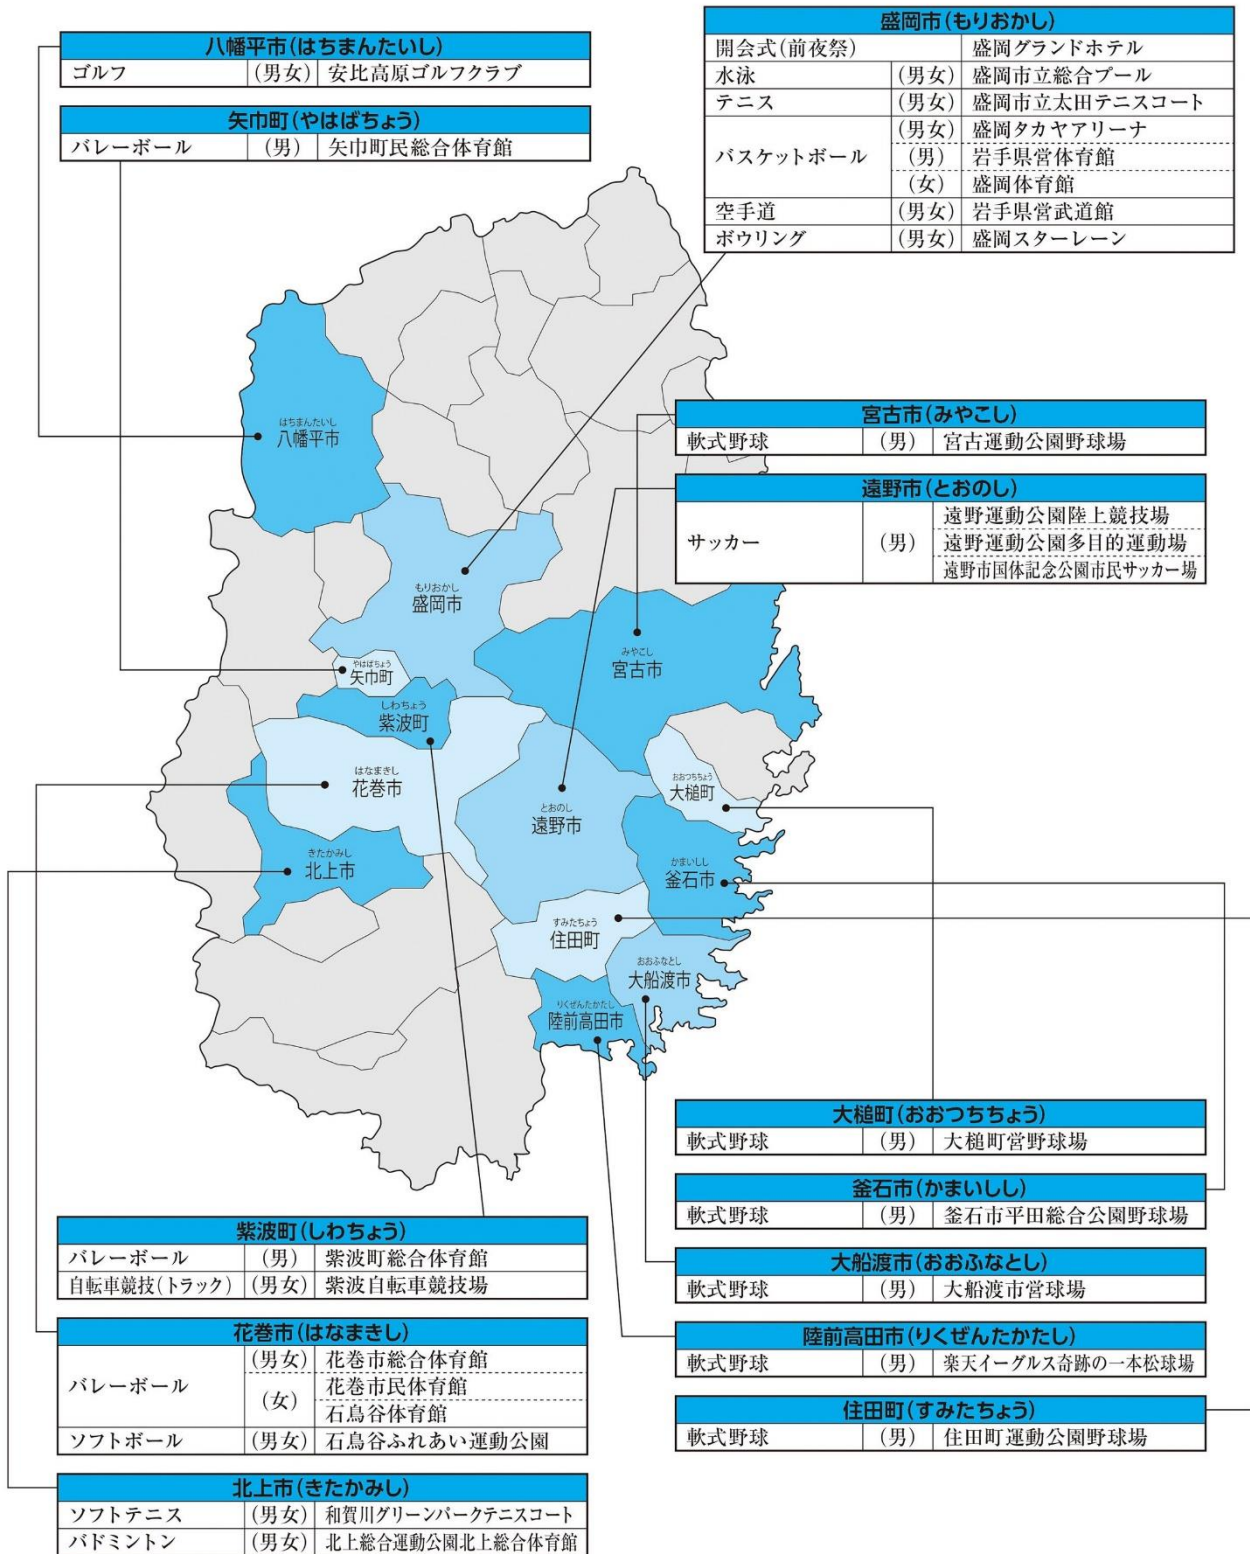 八幡平市(はちまんたいし)
ゴルフ (男女) 安比高原ゴルフクラブ
矢巾町(やはばちょう)
バレーボール (男) 矢巾町民総合体育館
盛岡市(もりおかし)
開会式(前夜祭) 盛岡グランドホテル
水泳 (男女) 盛岡市立総合プール
テニス (男女) 盛岡市立太田テニスコート
バスケットボール (男女) 盛岡タカヤアリーナ
(男) 岩手県営体育館
(女) 盛岡体育館
空手道 (男女) 岩手県営武道館
ボウリング (男女) 盛岡スターレーン
宮古市(みやこし)
軟式野球 (男) 宮古運動公園野球場
遠野市(とおのし)
サッカー (男) 遠野運動公園陸上競技場
遠野運動公園多目的運動場
遠野市国体記念公園市民サッカー場
はちまんたいし
八幡平市
もりおかし
盛岡市
やはばちょう
矢巾町
みやこし
宮古市
しわちょう
紫波町
はなまきし
花巻市
おおつちちょう
大槌町
とおのし
遠野市
きたかみし
北上市
かまいしし
釜石市
すみたちょう
住田町
おおふなとし
大船渡市
りくぜんたかたし
陸前高田市
大槌町(おおつちちょう)
軟式野球 (男) 大槌町営野球場
釜石市(かまいしし)
軟式野球 (男) 釜石市平田総合公園野球場
大船渡市(おおふなとし)
軟式野球 (男) 大船渡市営球場
陸前高田市(りくぜんたかたし)
軟式野球 (男) 楽天イーグルス奇跡の一本松球場
住田町(すみたちょう)
軟式野球 (男) 住田町運動公園野球場
紫波町(しわちょう)
バレーボール (男) 紫波町総合体育館
自転車競技(トラック) (男女) 紫波自転車競技場
花巻市(はなまきし)
バレーボール (男女) 花巻市総合体育館
(女) 花巻市民体育館
石鳥谷体育館
ソフトボール (男女) 石鳥谷ふれあい運動公園
北上市(きたかみし)
ソフトテニス (男女) 和賀川グリーンパークテニスコート
バドミントン (男女) 北上総合運動公園北上総合体育館